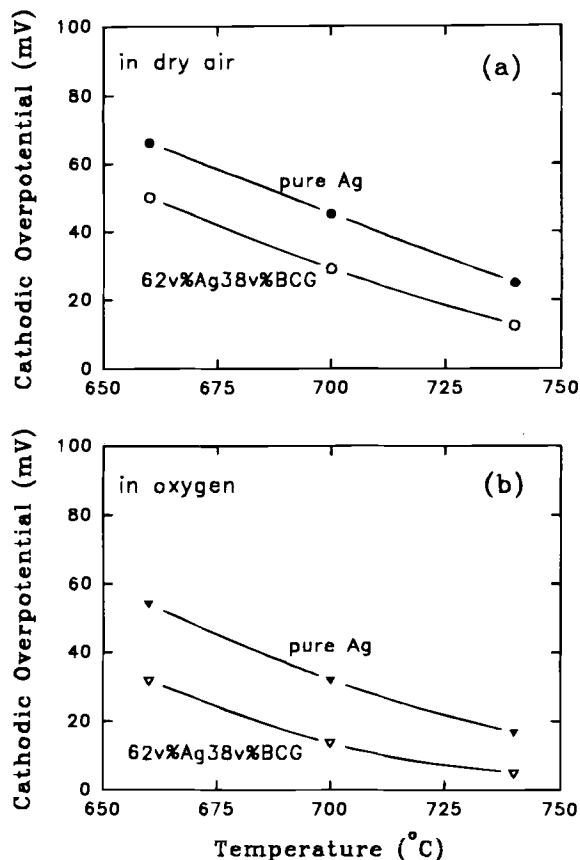 Cathodic Overpotential (mV)
100
80
60
40
20
0
in dry air
(a)
pure Ag
62v%Ag38v%BCG
650
675
700
725
750
Cathodic Overpotential (mV)
100
80
60
40
20
0
in oxygen
(b)
pure Ag
62v%Ag38v%BCG
650
675
700
725
750
Temperature (°C)